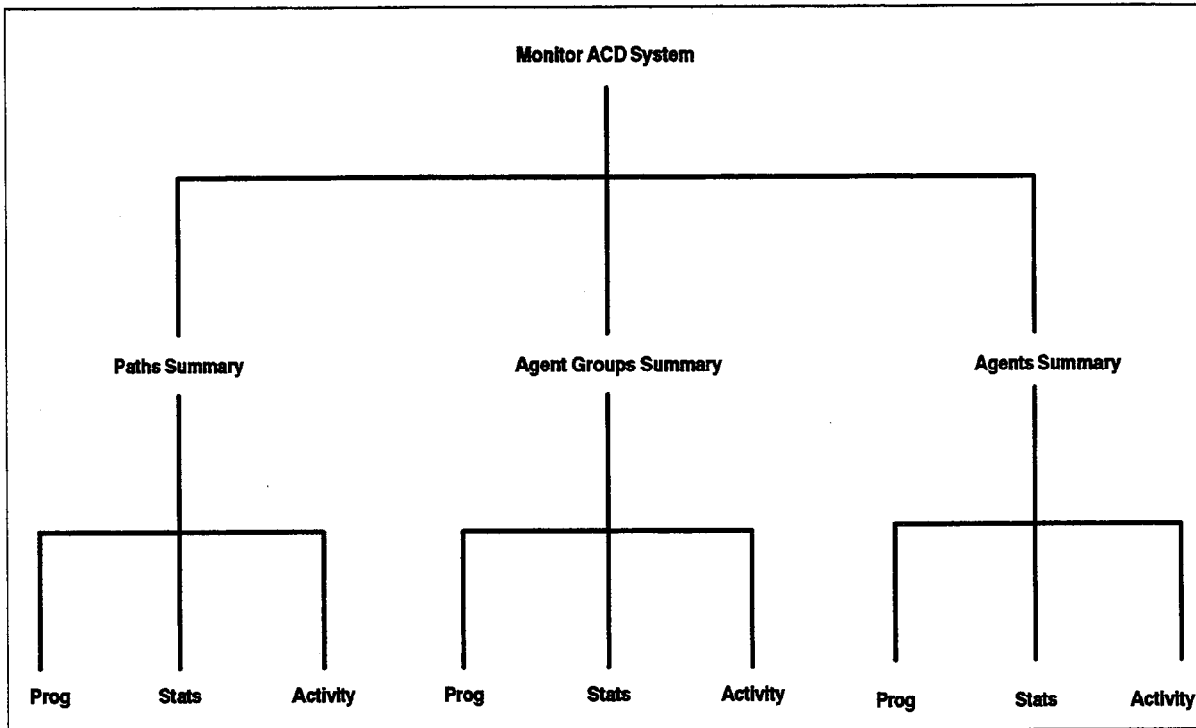 Monitor ACD System
Paths Summary
Agent Groups Summary
Agents Summary
Prog
Stats
Activity
Prog
Stats
Activity
Prog
Stats
Activity